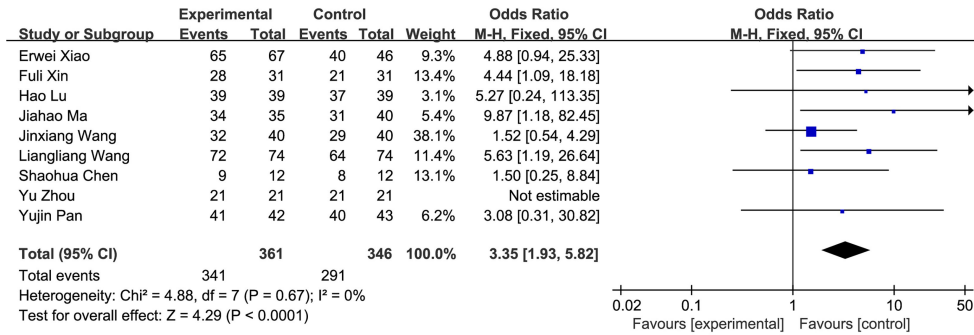 Experimental Control Odds Ratio Odds Ratio
Study or Subgroup Events Total Events Total Weight M-H, Fixed, 95% CI M-H, Fixed, 95% CI
Erwei Xiao 65 67 40 46 9.3% 4.88 [0.94, 25.33]
Fuli Xin 28 31 21 31 13.4% 4.44 [1.09, 18.18]
Hao Lu 39 39 37 39 3.1% 5.27 [0.24, 113.35]
Jiahao Ma 34 35 31 40 5.4% 9.87 [1.18, 82.45]
Jinxiang Wang 32 40 29 40 38.1% 1.52 [0.54, 4.29]
Liangliang Wang 72 74 64 74 11.4% 5.63 [1.19, 26.64]
Shaohua Chen 9 12 8 12 13.1% 1.50 [0.25, 8.84]
Yu Zhou 21 21 21 21 Not estimable
Yujin Pan 41 42 40 43 6.2% 3.08 [0.31, 30.82]
Total (95% CI) 361 346 100.0% 3.35 [1.93, 5.82]
Total events 341 291
Heterogeneity: Chi² = 4.88, df = 7 (P = 0.67); I² = 0%
Test for overall effect: Z = 4.29 (P < 0.0001)
0.02 0.1 1 10 50
Favours [experimental] Favours [control]